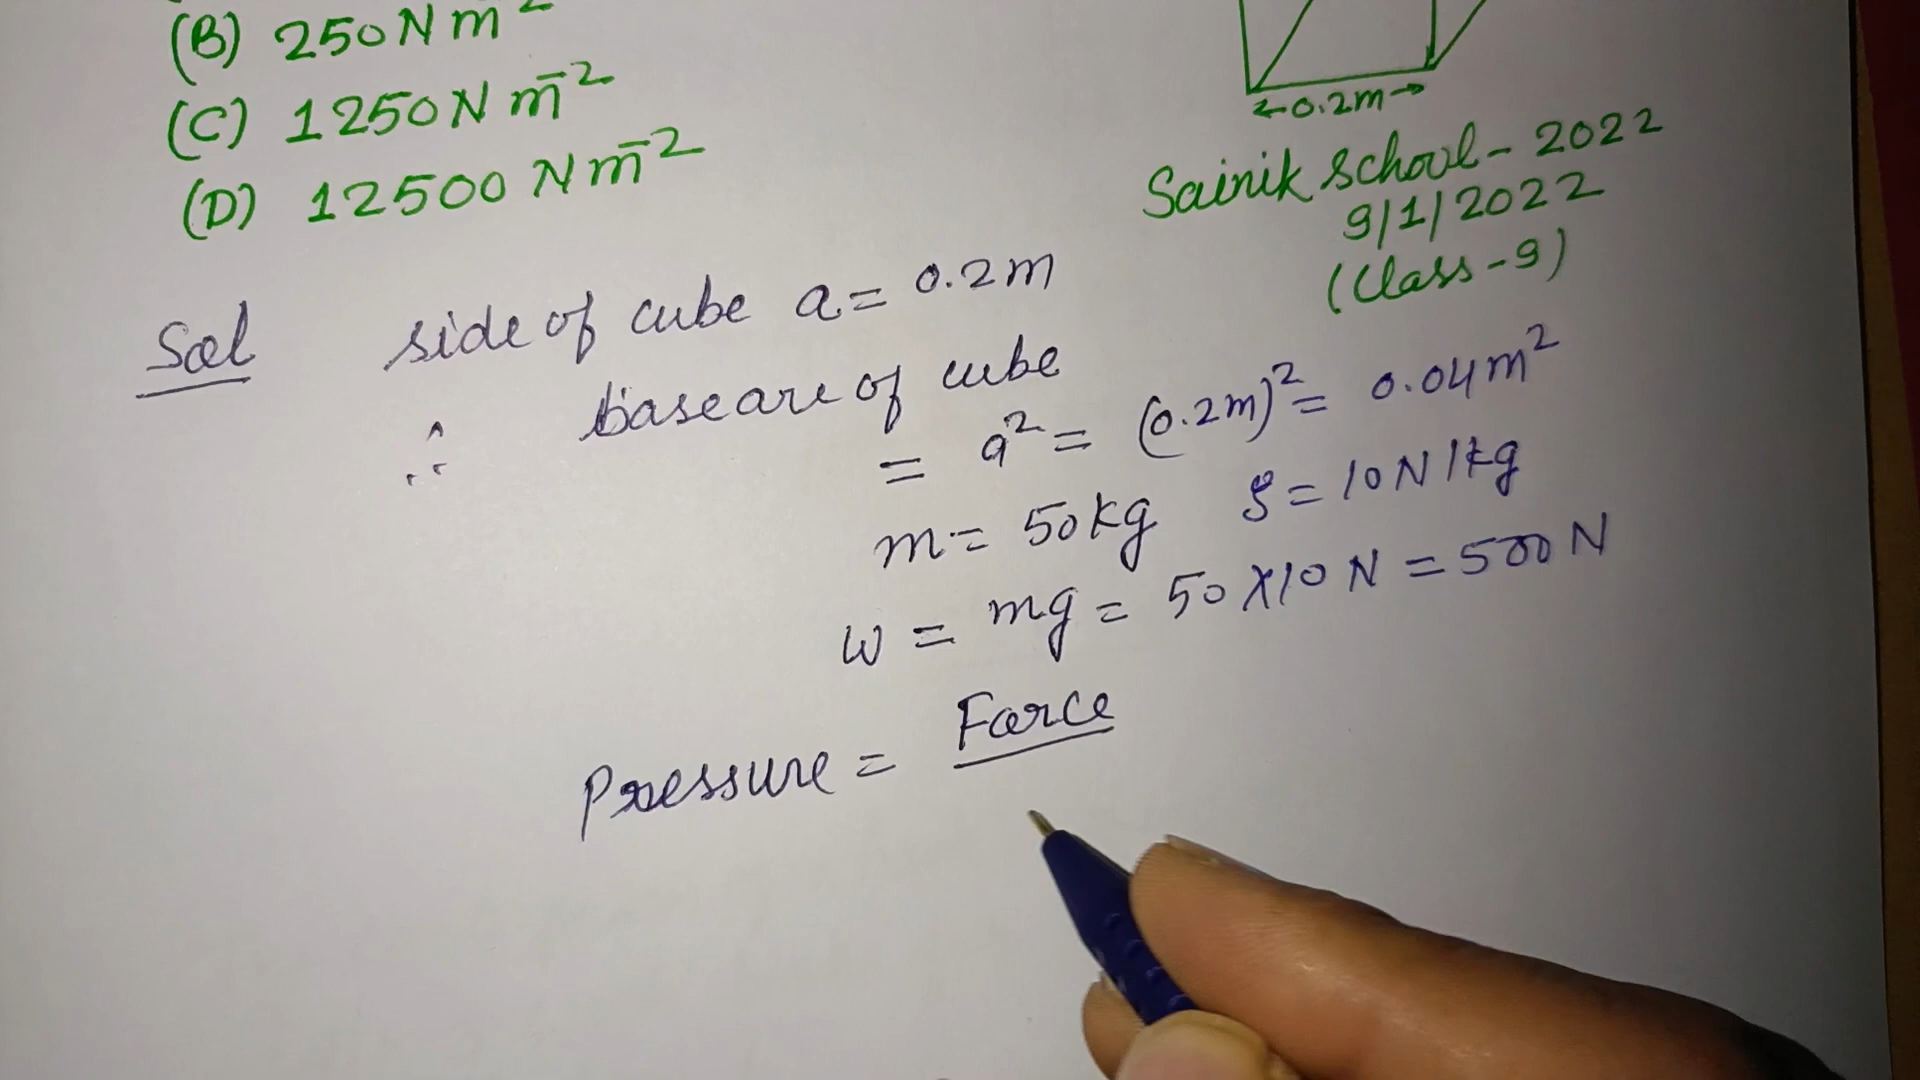 (B) 250 N m⁻²
(C) 1250 N m⁻²
(D) 12500 N m⁻²
←0.2m→
Sainik School - 2022
9/1/2022
(Class-9)
Sol side of cube a = 0.2m
∴ base are of cube
= a² = (0.2m)² = 0.04m²
m = 50kg g = 10N/kg
W = mg = 50 X10 N = 500 N
Pressure = Force